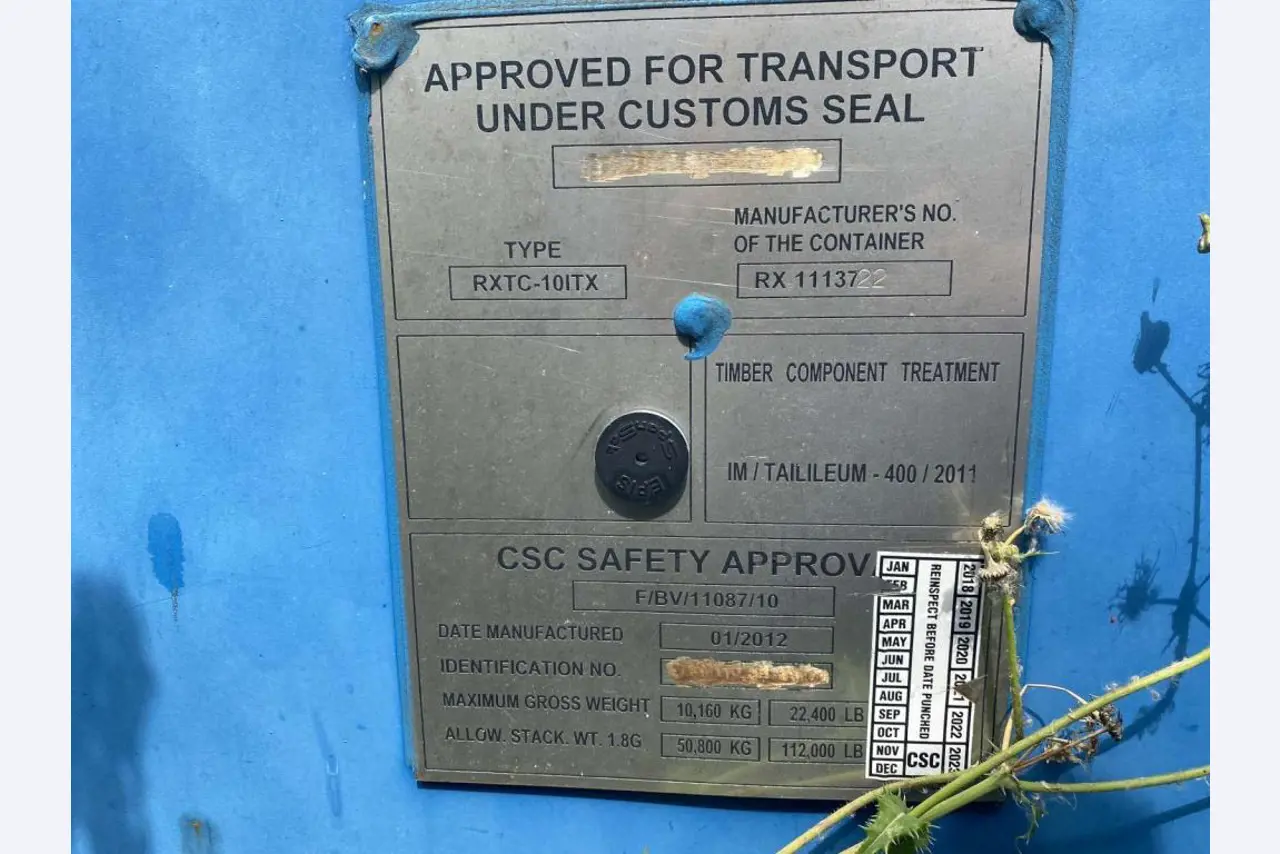 APPROVED FOR TRANSPORT
UNDER CUSTOMS SEAL
TYPE
RXTC-10ITX
MANUFACTURER'S NO.
OF THE CONTAINER
RX 1113722
TIMBER COMPONENT TREATMENT
IM / TAILILEUM - 400 / 2011
CSC SAFETY APPROV
F/BV/11087/10
DATE MANUFACTURED 01/2012
IDENTIFICATION NO.
MAXIMUM GROSS WEIGHT 10,160 KG 22,400 LB
ALLOW. STACK. WT. 1.8G 50,800 KG 112,000 LB
JAN
MAR
APR
MAY
JUN
JUL
AUG
SEP
OCT
NOV
DEC
REINSPECT BEFORE DATE PUNCHED
CSC
2018 2019 2020 2021 2022 2023